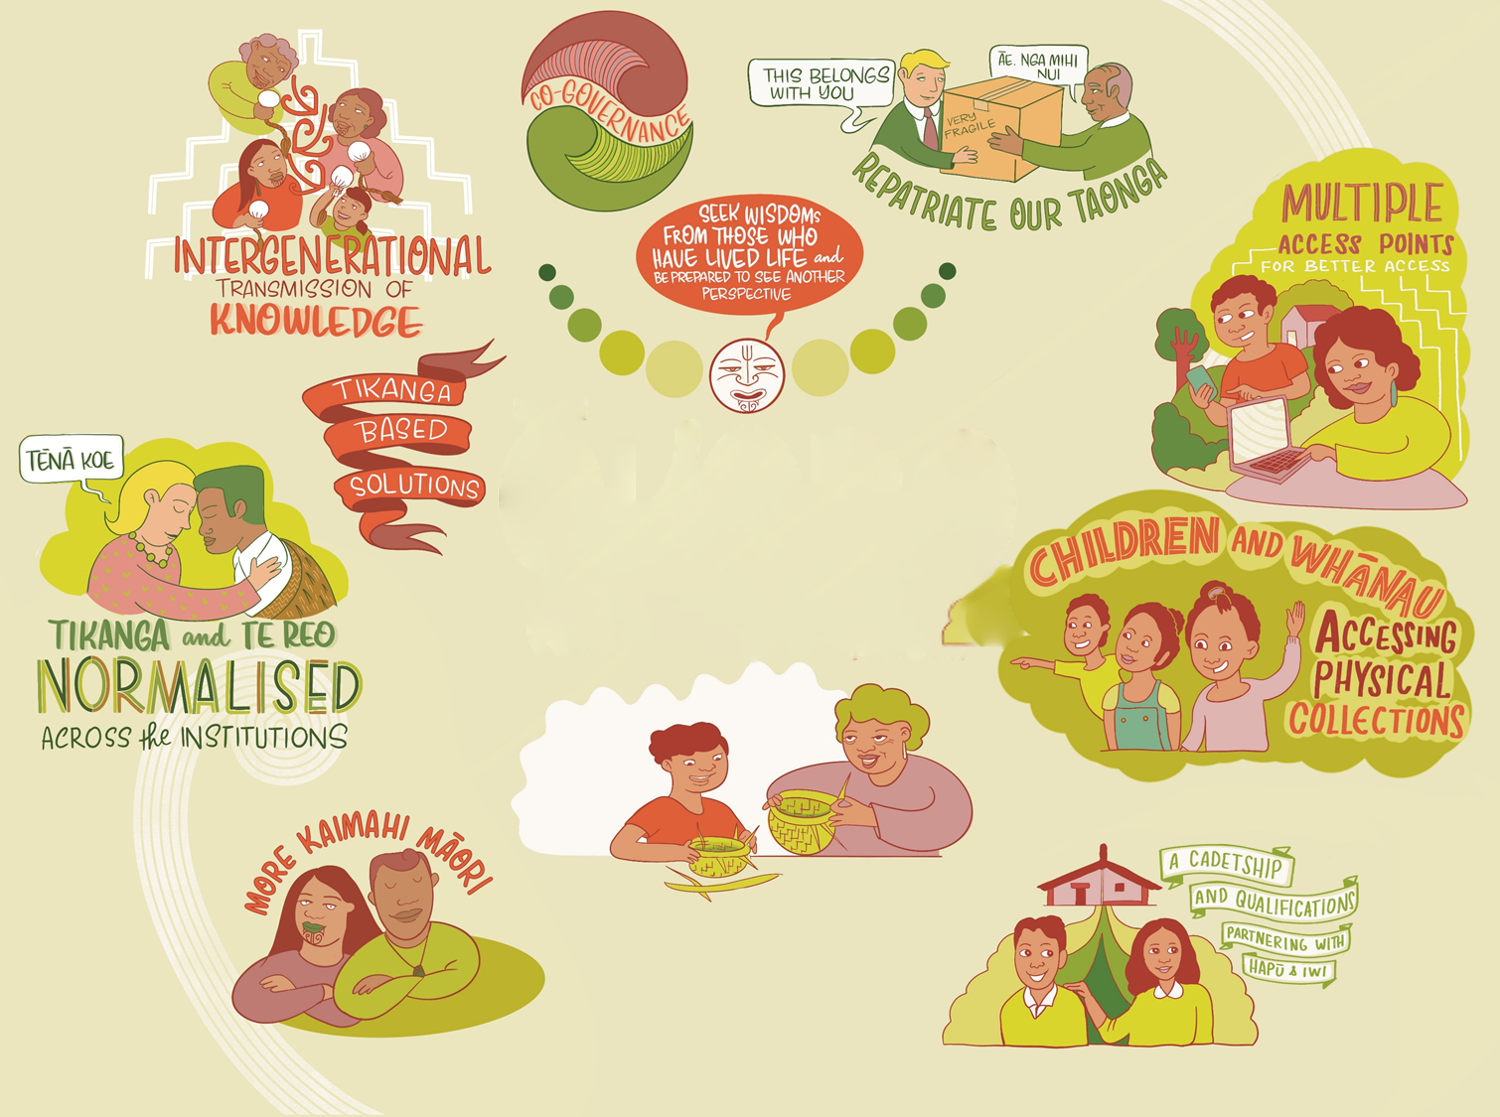 INTERGENERATIONAL
TRANSMISSION OF
KNOWLEDGE
CO-GOVERNANCE
THIS BELONGS
WITH YOU
ĀE. NGA MIHI
NUI
VERY
FRAGILE
REPATRIATE OUR TAONGA
SEEK WISDOMs
FROM THOSE WHO
HAVE LIVED LIFE and
BE PREPARED TO SEE ANOTHER
PERSPECTIVE
MULTIPLE
ACCESS POINTS
FOR BETTER ACCESS
TIKANGA
BASED
SOLUTIONS
TĒNĀ KOE
TIKANGA and TE REO
NORMALISED
ACROSS the INSTITUTIONS
CHILDREN AND WHĀNAU
ACCESSING
PHYSICAL
COLLECTIONS
MORE KAIMAHI MĀORI
A CADETSHIP
AND QUALIFICATIONS
PARTNERING WITH
HAPŪ & IWI